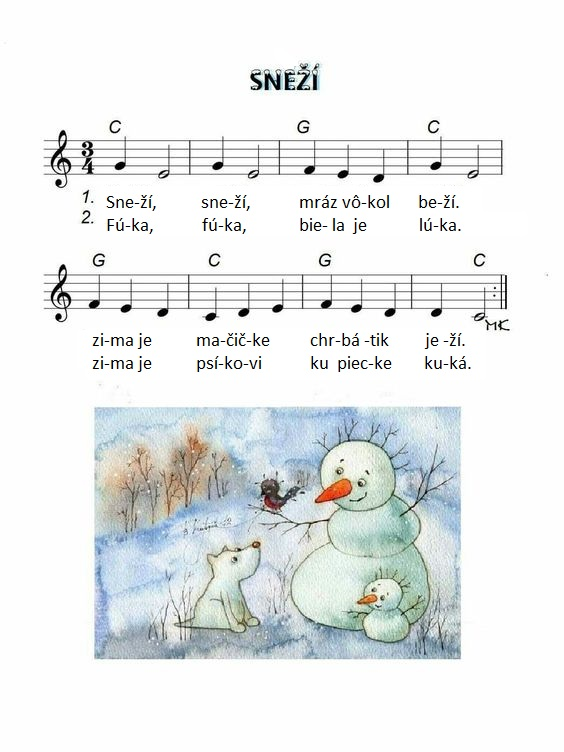 SNEŽÍ
C G C
3
4
1. Sne-ží, sne-ží, mráz vô-kol be-ží.
2. Fú-ka, fú-ka, bie- la je lú-ka.
G C G C
MK
zi-ma je ma-čič-ke chr-bá -tik je -ží.
zi-ma je psí-ko-vi ku piec-ke ku-ká.